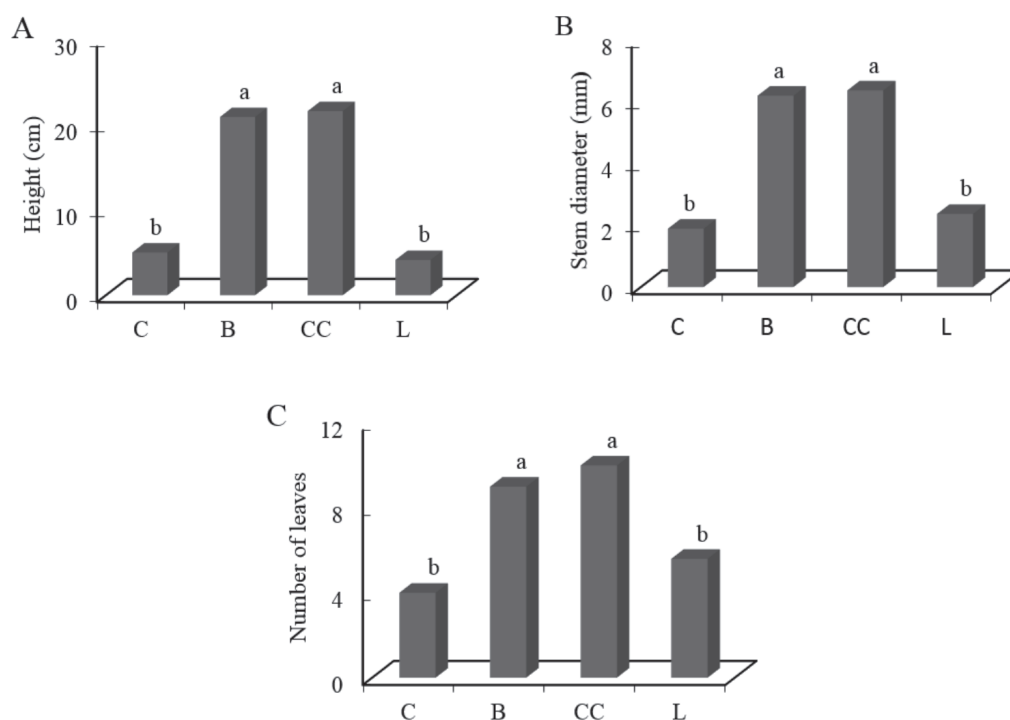 A
Height (cm)
30
20
10
0
b
a
a
b
C B CC L
B
Stem diameter (mm)
8
6
4
2
0
b
a
a
b
C B CC L
C
Number of leaves
12
8
4
0
b
a
a
b
C B CC L